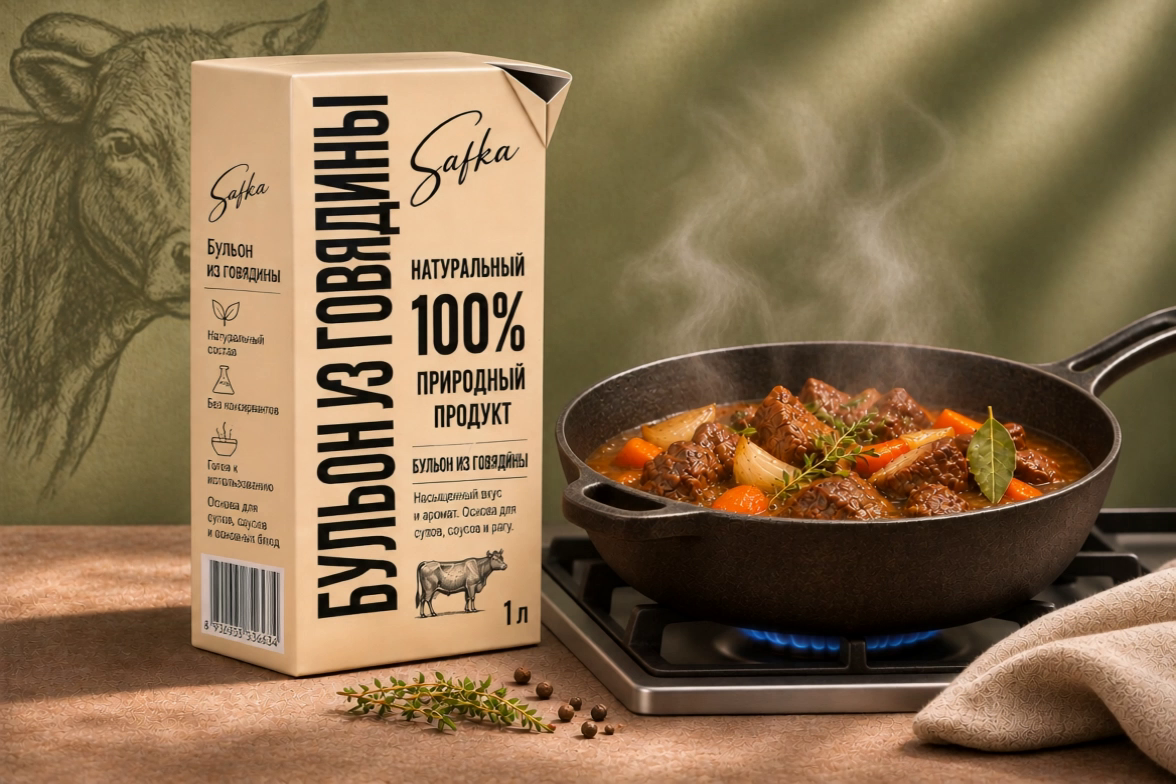 Safka
Бульон
из говядины
Натуральный
состав
Без консервантов
Готов к
использованию
Основа для
супов, соусов
и основных блюд
БУЛЬОН ИЗ ГОВЯДИНЫ
Safka
НАТУРАЛЬНЫЙ
100%
ПРИРОДНЫЙ
ПРОДУКТ
БУЛЬОН ИЗ ГОВЯДИНЫ
Насыщенный вкус
и аромат. Основа для
супов, соусов и рагу.
1 л